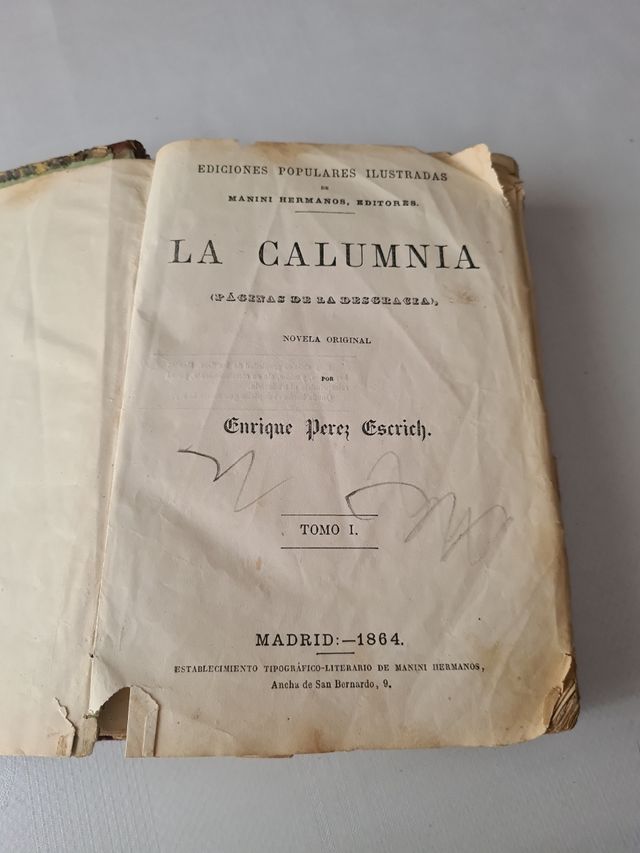 EDICIONES POPULARES ILUSTRADAS
DE
MANINI HERMANOS, EDITORES.
LA CALUMNIA
(PÁGINAS DE LA DESGRACIA),
NOVELA ORIGINAL
POR
Enrique Perez Escrich.
TOMO I.
MADRID:—1864.
ESTABLECIMIENTO TIPOGRÁFICO-LITERARIO DE MANINI HERMANOS,
Ancha de San Bernardo, 9.